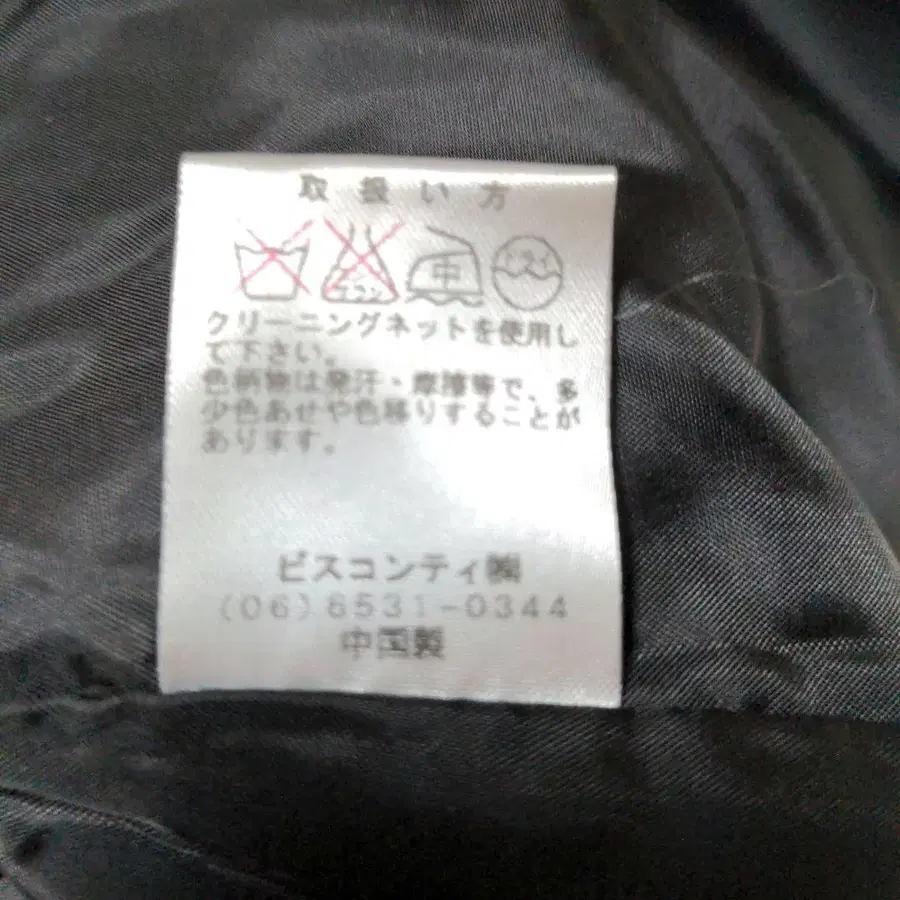 取扱い方
エンソ
中
ドライ
クリーニングネットを使用し
て下さい。
色柄物は発汗・摩擦等で、多
少色あせや色移りすることが
あります。
ビスコンティ㈱
(06)6531-0344
中国製